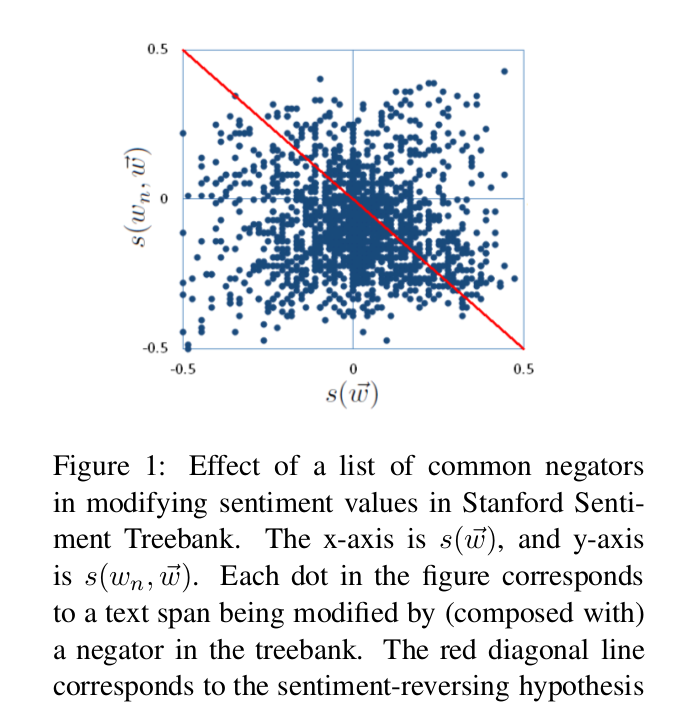 0.5
s(wₙ, w⃗)
0
-0.5
-0.5 0 0.5
s(w⃗)
Figure 1: Effect of a list of common negators
in modifying sentiment values in Stanford Senti-
ment Treebank. The x-axis is s(w⃗), and y-axis
is s(wₙ, w⃗). Each dot in the figure corresponds
to a text span being modified by (composed with)
a negator in the treebank. The red diagonal line
corresponds to the sentiment-reversing hypothesis